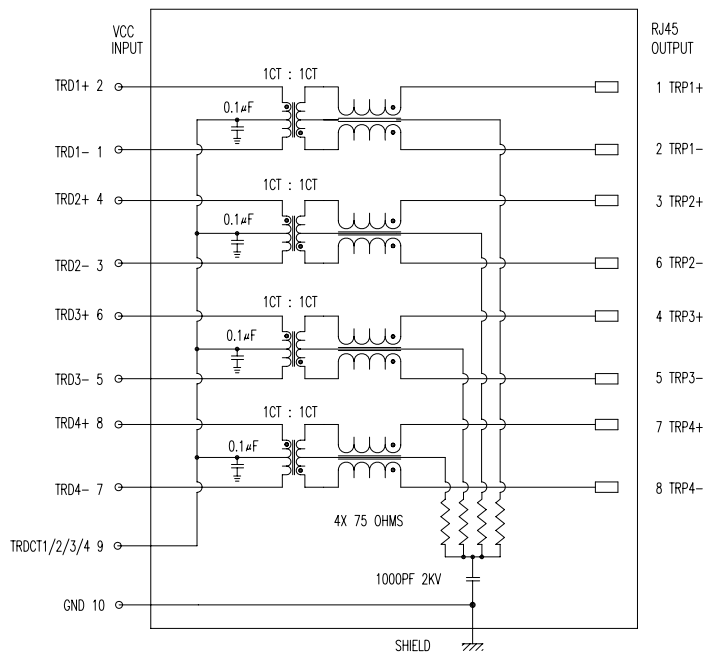 VCC
INPUT
RJ45
OUTPUT
1CT : 1CT
TRD1+ 2
0.1μF
1 TRP1+
TRD1- 1
2 TRP1-
1CT : 1CT
TRD2+ 4
0.1μF
3 TRP2+
TRD2- 3
6 TRP2-
1CT : 1CT
TRD3+ 6
0.1μF
4 TRP3+
TRD3- 5
5 TRP3-
1CT : 1CT
TRD4+ 8
0.1μF
7 TRP4+
TRD4- 7
8 TRP4-
4X 75 OHMS
TRDCT1/2/3/4 9
1000PF 2KV
GND 10
SHIELD